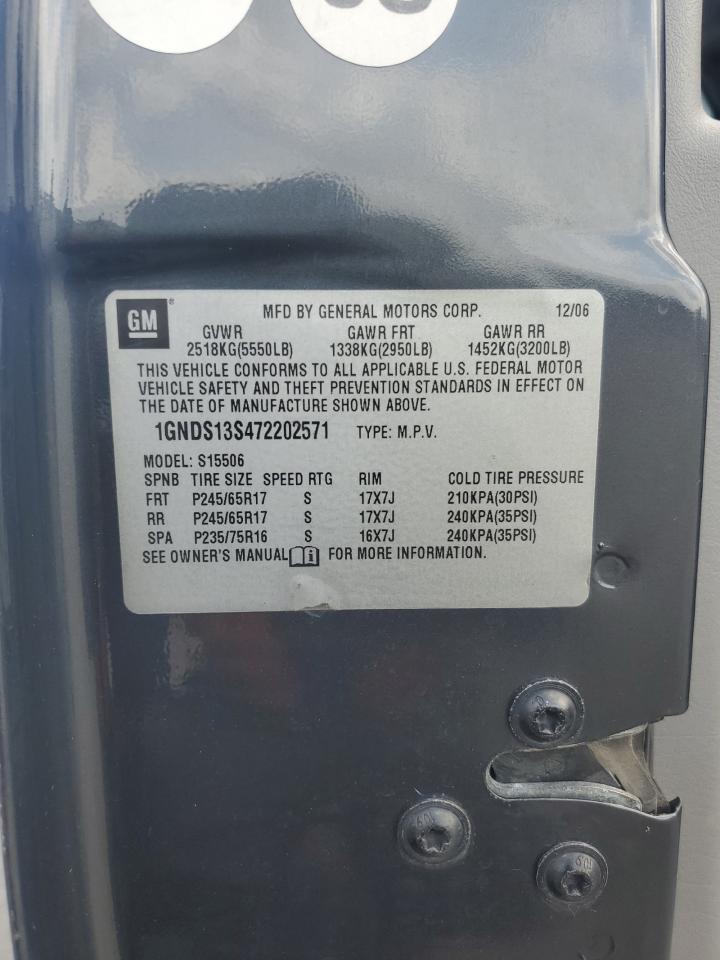 GM ® MFD BY GENERAL MOTORS CORP. 12/06
GVWR GAWR FRT GAWR RR
2518KG(5550LB) 1338KG(2950LB) 1452KG(3200LB)
THIS VEHICLE CONFORMS TO ALL APPLICABLE U.S. FEDERAL MOTOR
VEHICLE SAFETY AND THEFT PREVENTION STANDARDS IN EFFECT ON
THE DATE OF MANUFACTURE SHOWN ABOVE.
1GNDS13S472202571 TYPE: M.P.V.
MODEL: S15506
SPNB TIRE SIZE SPEED RTG RIM COLD TIRE PRESSURE
FRT P245/65R17 S 17X7J 210KPA(30PSI)
RR P245/65R17 S 17X7J 240KPA(35PSI)
SPA P235/75R16 S 16X7J 240KPA(35PSI)
SEE OWNER'S MANUAL FOR MORE INFORMATION.